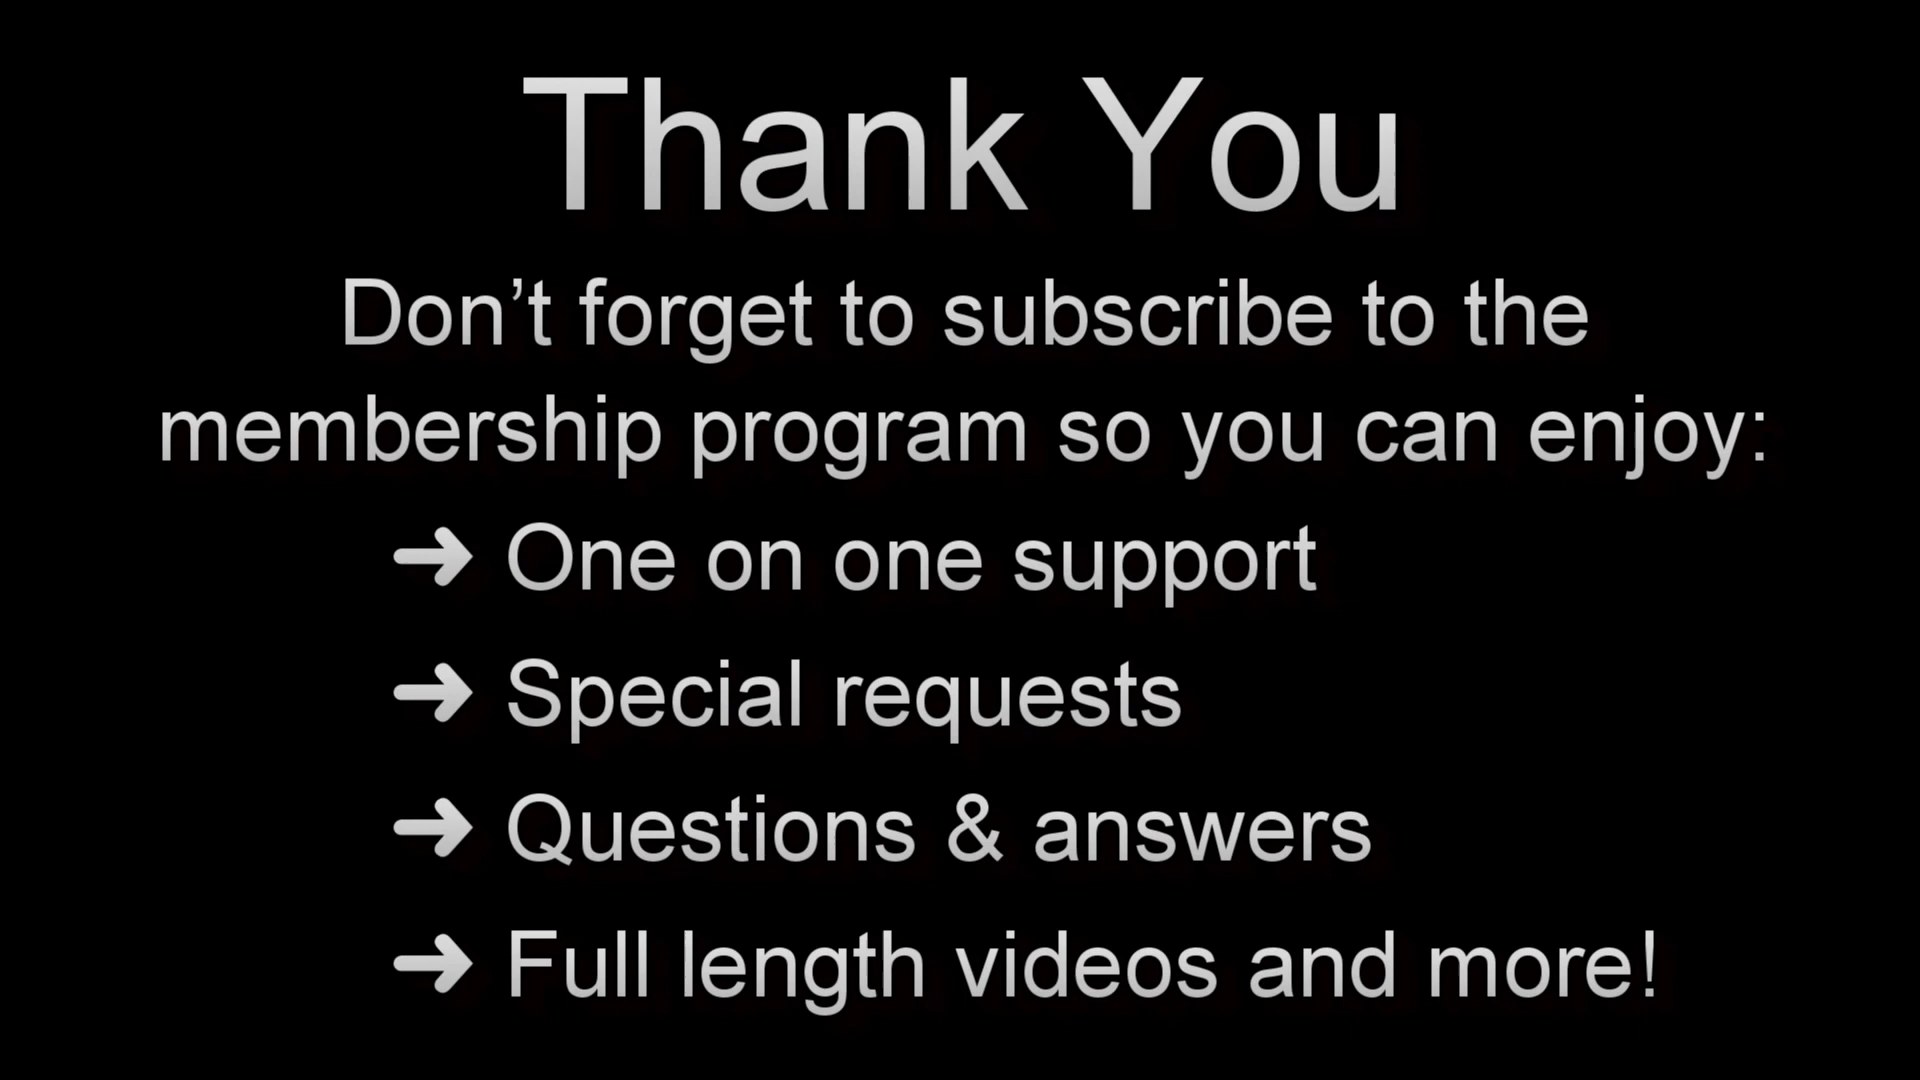 Thank You
Don’t forget to subscribe to the
membership program so you can enjoy:
➜ One on one support
➜ Special requests
➜ Questions & answers
➜ Full length videos and more!